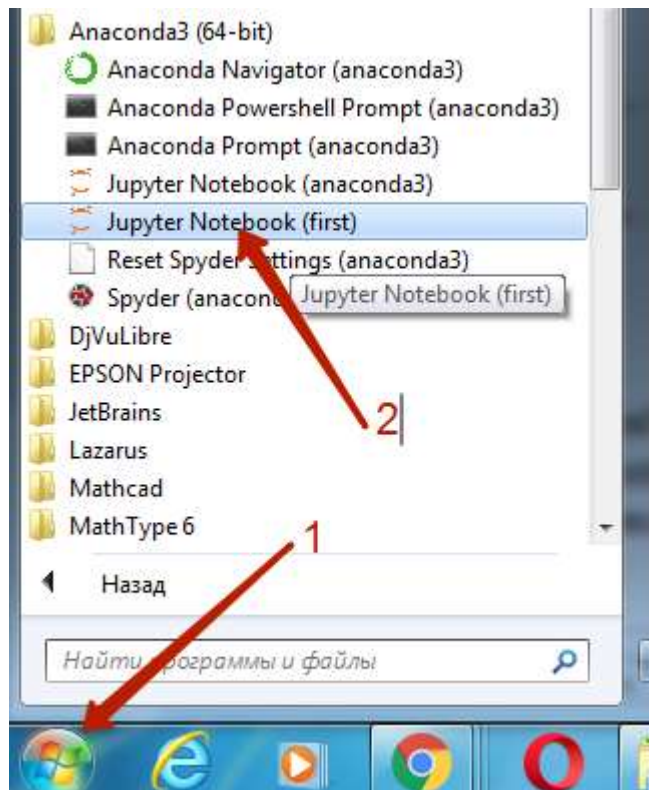 Anaconda3 (64-bit)
Anaconda Navigator (anaconda3)
Anaconda Powershell Prompt (anaconda3)
Anaconda Prompt (anaconda3)
Jupyter Notebook (anaconda3)
Jupyter Notebook (first)
Reset Spyder Settings (anaconda3)
Spyder (anacond
Jupyter Notebook (first)
DjVuLibre
EPSON Projector
JetBrains
2
Lazarus
Mathcad
MathType 6
1
Назад
Найти программы и файлы